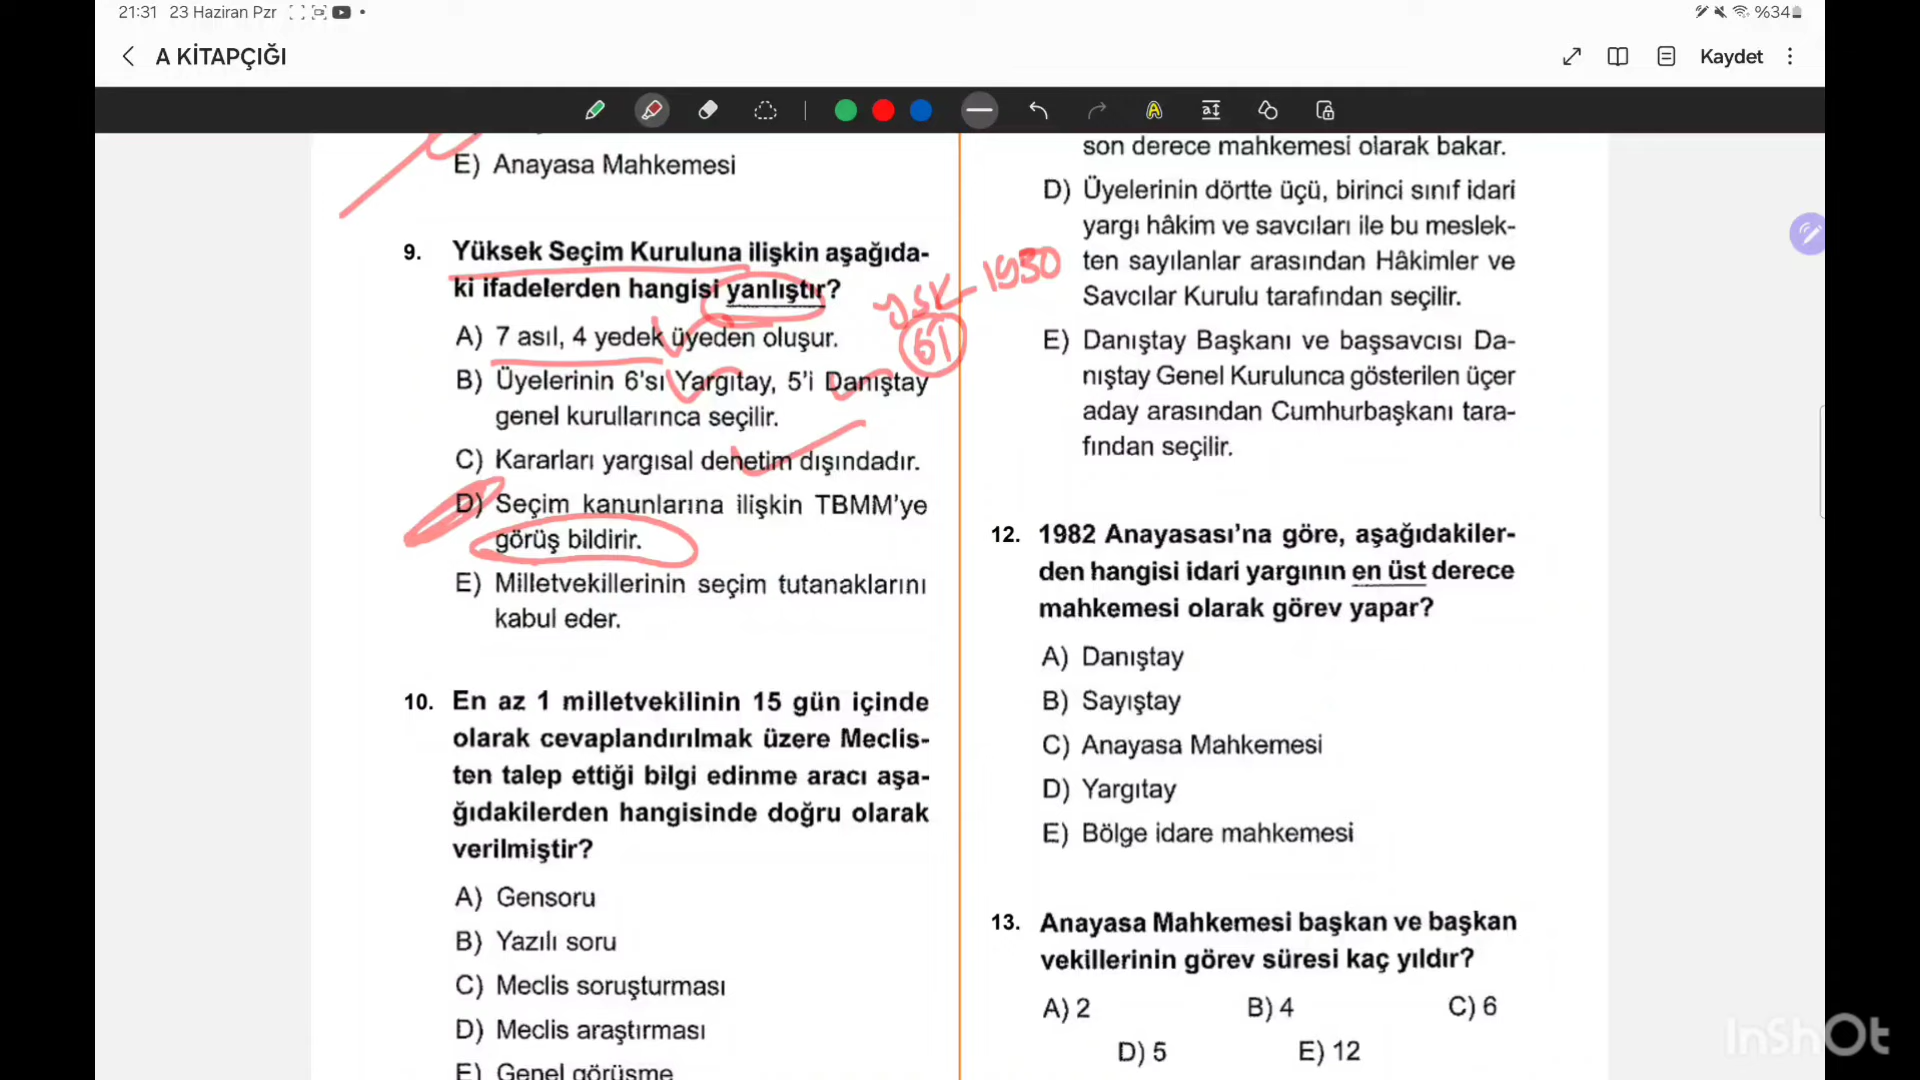 21:31 23 Haziran Pzr
%34
A KİTAPÇIĞI
Kaydet
E) Anayasa Mahkemesi
9. Yüksek Seçim Kuruluna ilişkin aşağıda-
ki ifadelerden hangisi yanlıştır?
A) 7 asıl, 4 yedek üyeden oluşur.
B) Üyelerinin 6'sı Yargıtay, 5'i Danıştay
genel kurullarınca seçilir.
C) Kararları yargısal denetim dışındadır.
D) Seçim kanunlarına ilişkin TBMM'ye
görüş bildirir.
E) Milletvekillerinin seçim tutanaklarını
kabul eder.
YSK-1950
61
10. En az 1 milletvekilinin 15 gün içinde
olarak cevaplandırılmak üzere Meclis-
ten talep ettiği bilgi edinme aracı aşa-
ğıdakilerden hangisinde doğru olarak
verilmiştir?
A) Gensoru
B) Yazılı soru
C) Meclis soruşturması
D) Meclis araştırması
E) Genel görüşme
son derece mahkemesi olarak bakar.
D) Üyelerinin dörtte üçü, birinci sınıf idari
yargı hâkim ve savcıları ile bu meslek-
ten sayılanlar arasından Hâkimler ve
Savcılar Kurulu tarafından seçilir.
E) Danıştay Başkanı ve başsavcısı Da-
nıştay Genel Kurulunca gösterilen üçer
aday arasından Cumhurbaşkanı tara-
fından seçilir.
12. 1982 Anayasası'na göre, aşağıdakiler-
den hangisi idari yargının en üst derece
mahkemesi olarak görev yapar?
A) Danıştay
B) Sayıştay
C) Anayasa Mahkemesi
D) Yargıtay
E) Bölge idare mahkemesi
13. Anayasa Mahkemesi başkan ve başkan
vekillerinin görev süresi kaç yıldır?
A) 2 B) 4 C) 6
D) 5 E) 12
InShOt